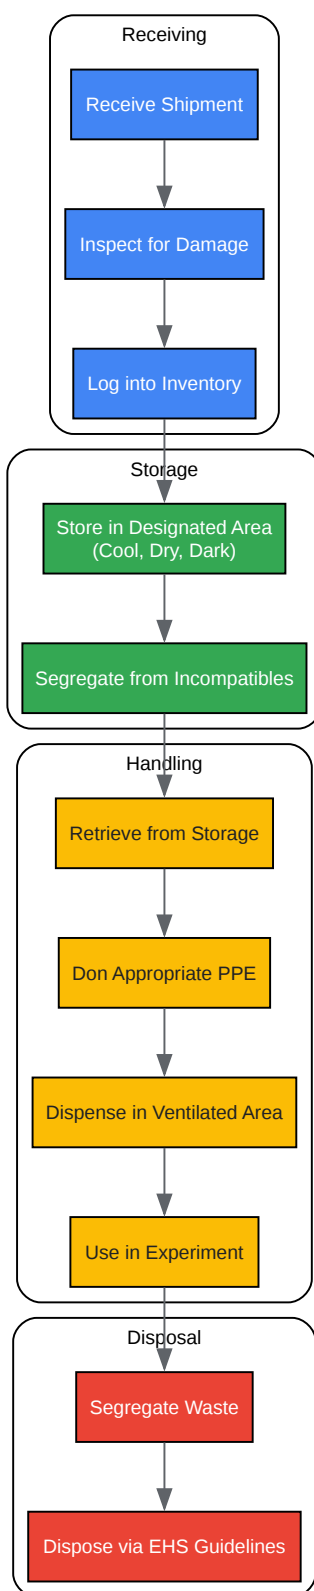 Receiving
Receive Shipment
Inspect for Damage
Log into Inventory
Storage
Store in Designated Area
(Cool, Dry, Dark)
Segregate from Incompatibles
Handling
Retrieve from Storage
Don Appropriate PPE
Dispense in Ventilated Area
Use in Experiment
Disposal
Segregate Waste
Dispose via EHS Guidelines